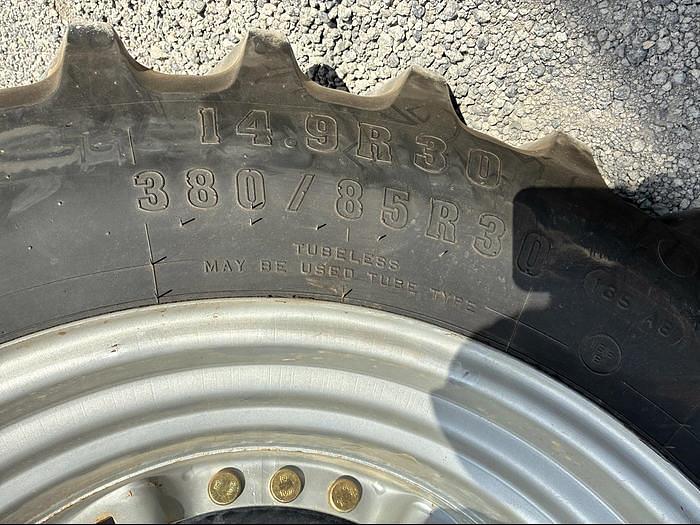 14.9R30
380/85R30
TUBELESS
MAY BE USED TUBE TYPE